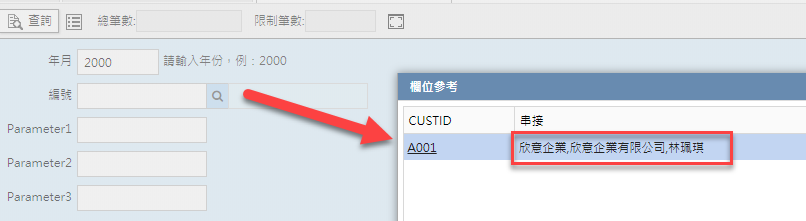 查詢 總筆數: 限制筆數:
年月 2000 請輸入年份，例：2000
編號
Parameter1
Parameter2
Parameter3
欄位參考
CUSTID 串接
A001 欣意企業,欣意企業有限公司,林珮琪